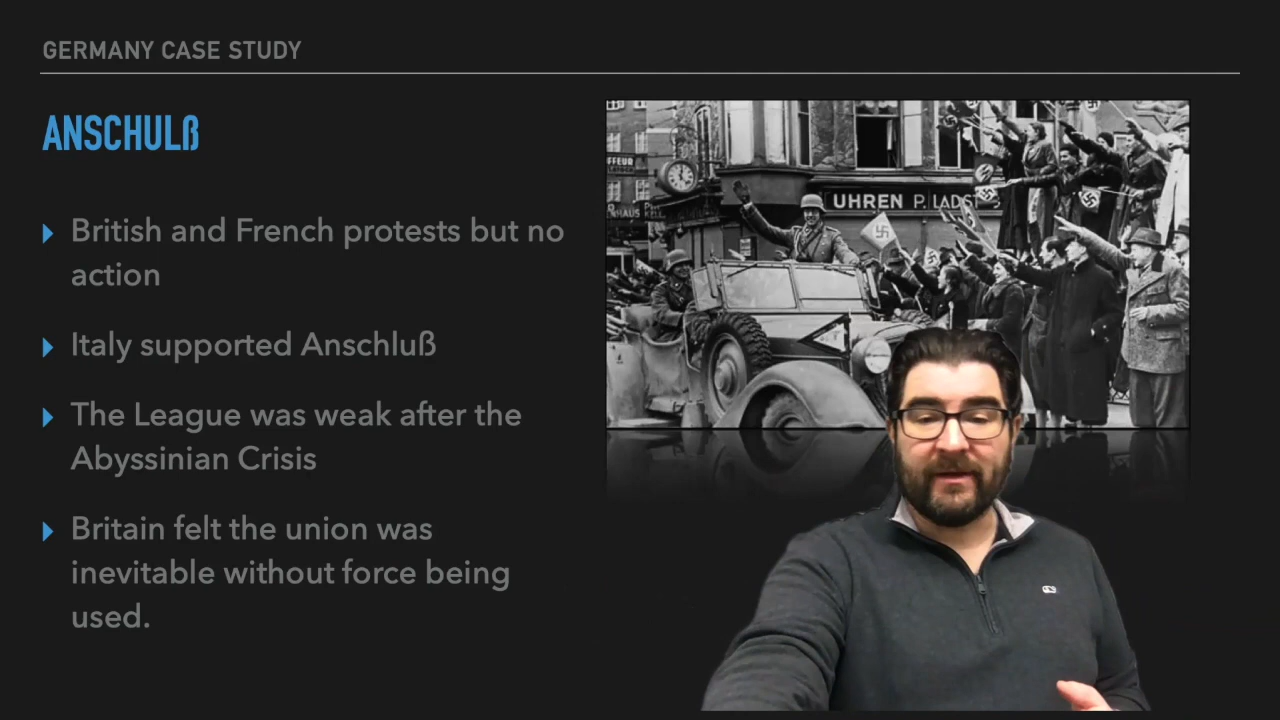 GERMANY CASE STUDY
ANSCHULß
British and French protests but no
action
Italy supported Anschluß
The League was weak after the
Abyssinian Crisis
Britain felt the union was
inevitable without force being
used.
UHREN P. LADST